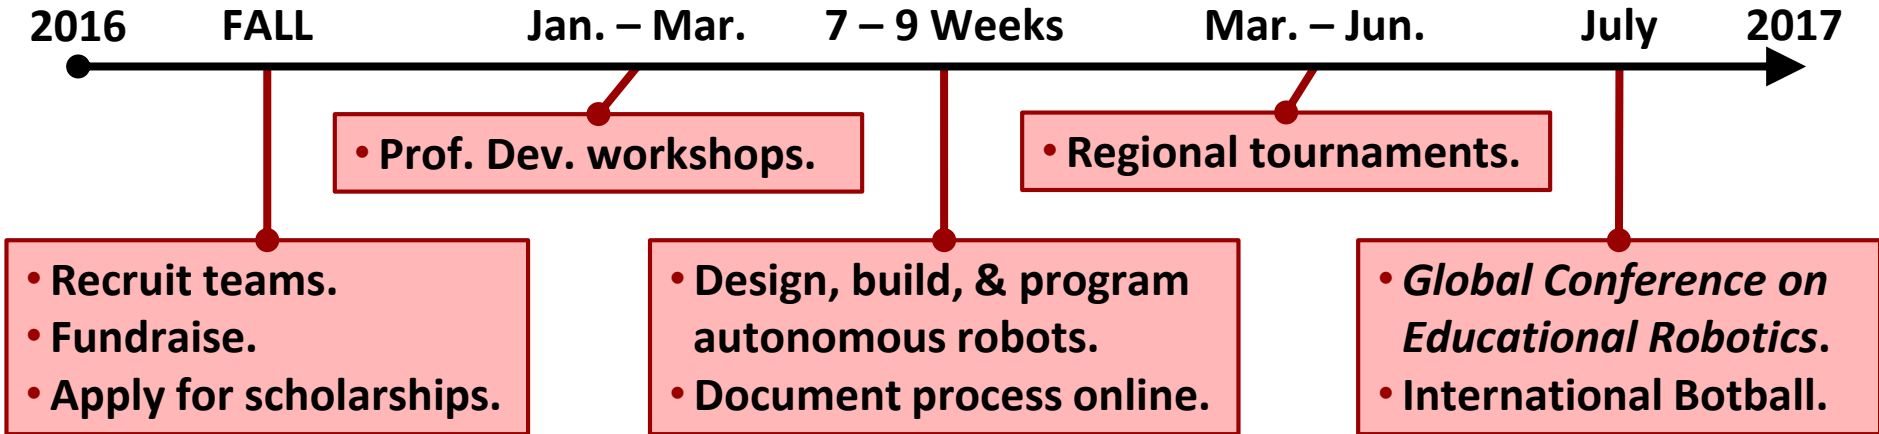 2016 FALL Jan. – Mar. 7 – 9 Weeks Mar. – Jun. July 2017
• Prof. Dev. workshops.
• Regional tournaments.
• Recruit teams.
• Fundraise.
• Apply for scholarships.
• Design, build, & program
autonomous robots.
• Document process online.
• Global Conference on
Educational Robotics.
• International Botball.